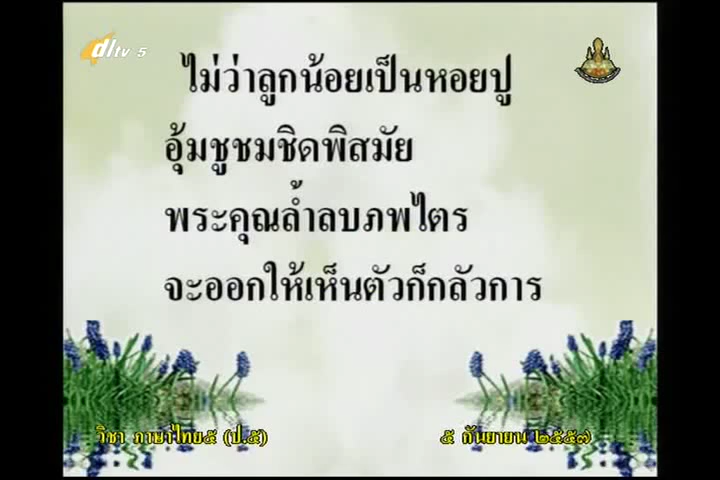 dltv 5
ไม่ว่าลูกน้อยเป็นหอยปู
อุ้มชูชมชิดพิสมัย
พระคุณล้ำลบภพไตร
จะออกให้เห็นตัวก็กลัวการ
วิชา ภาษาไทย๕ (ป.๕)
๕ กันยายน ๒๕๕๗